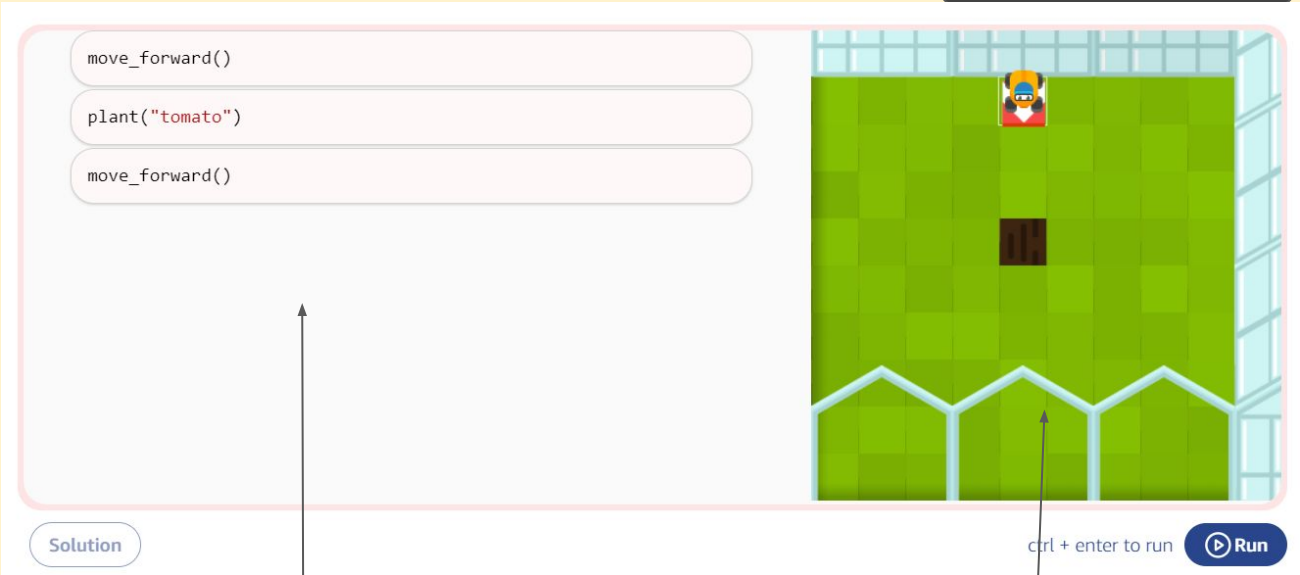 move_forward()
plant("tomato")
move_forward()
Solution
ctrl + enter to run
Run